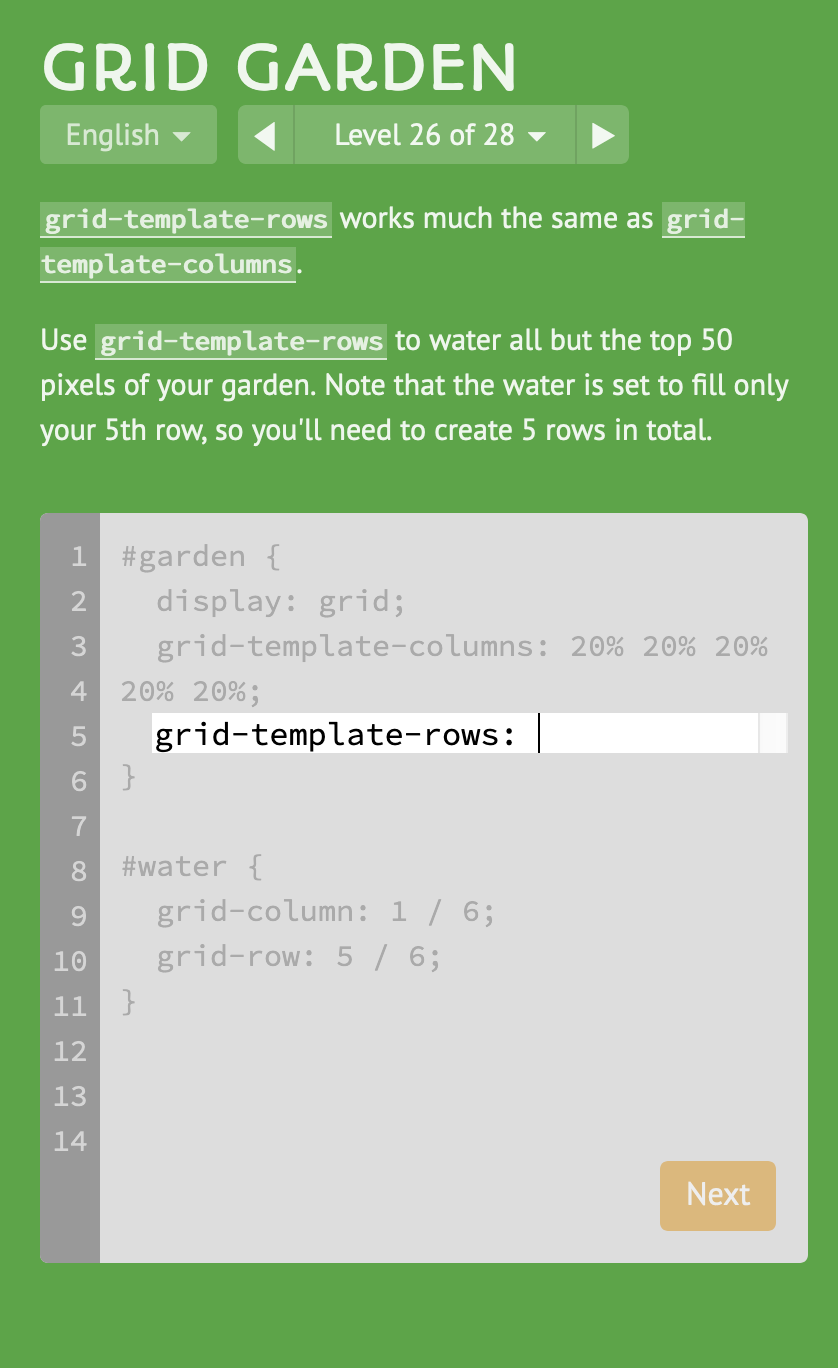 GRID GARDEN
English
Level 26 of 28
grid-template-rows works much the same as grid-
template-columns.
Use grid-template-rows to water all but the top 50
pixels of your garden. Note that the water is set to fill only
your 5th row, so you'll need to create 5 rows in total.
1 #garden {
2   display: grid;
3   grid-template-columns: 20% 20% 20%
4 20% 20%;
5   grid-template-rows:
6 }
7
8 #water {
9   grid-column: 1 / 6;
10   grid-row: 5 / 6;
11 }
12
13
14
Next